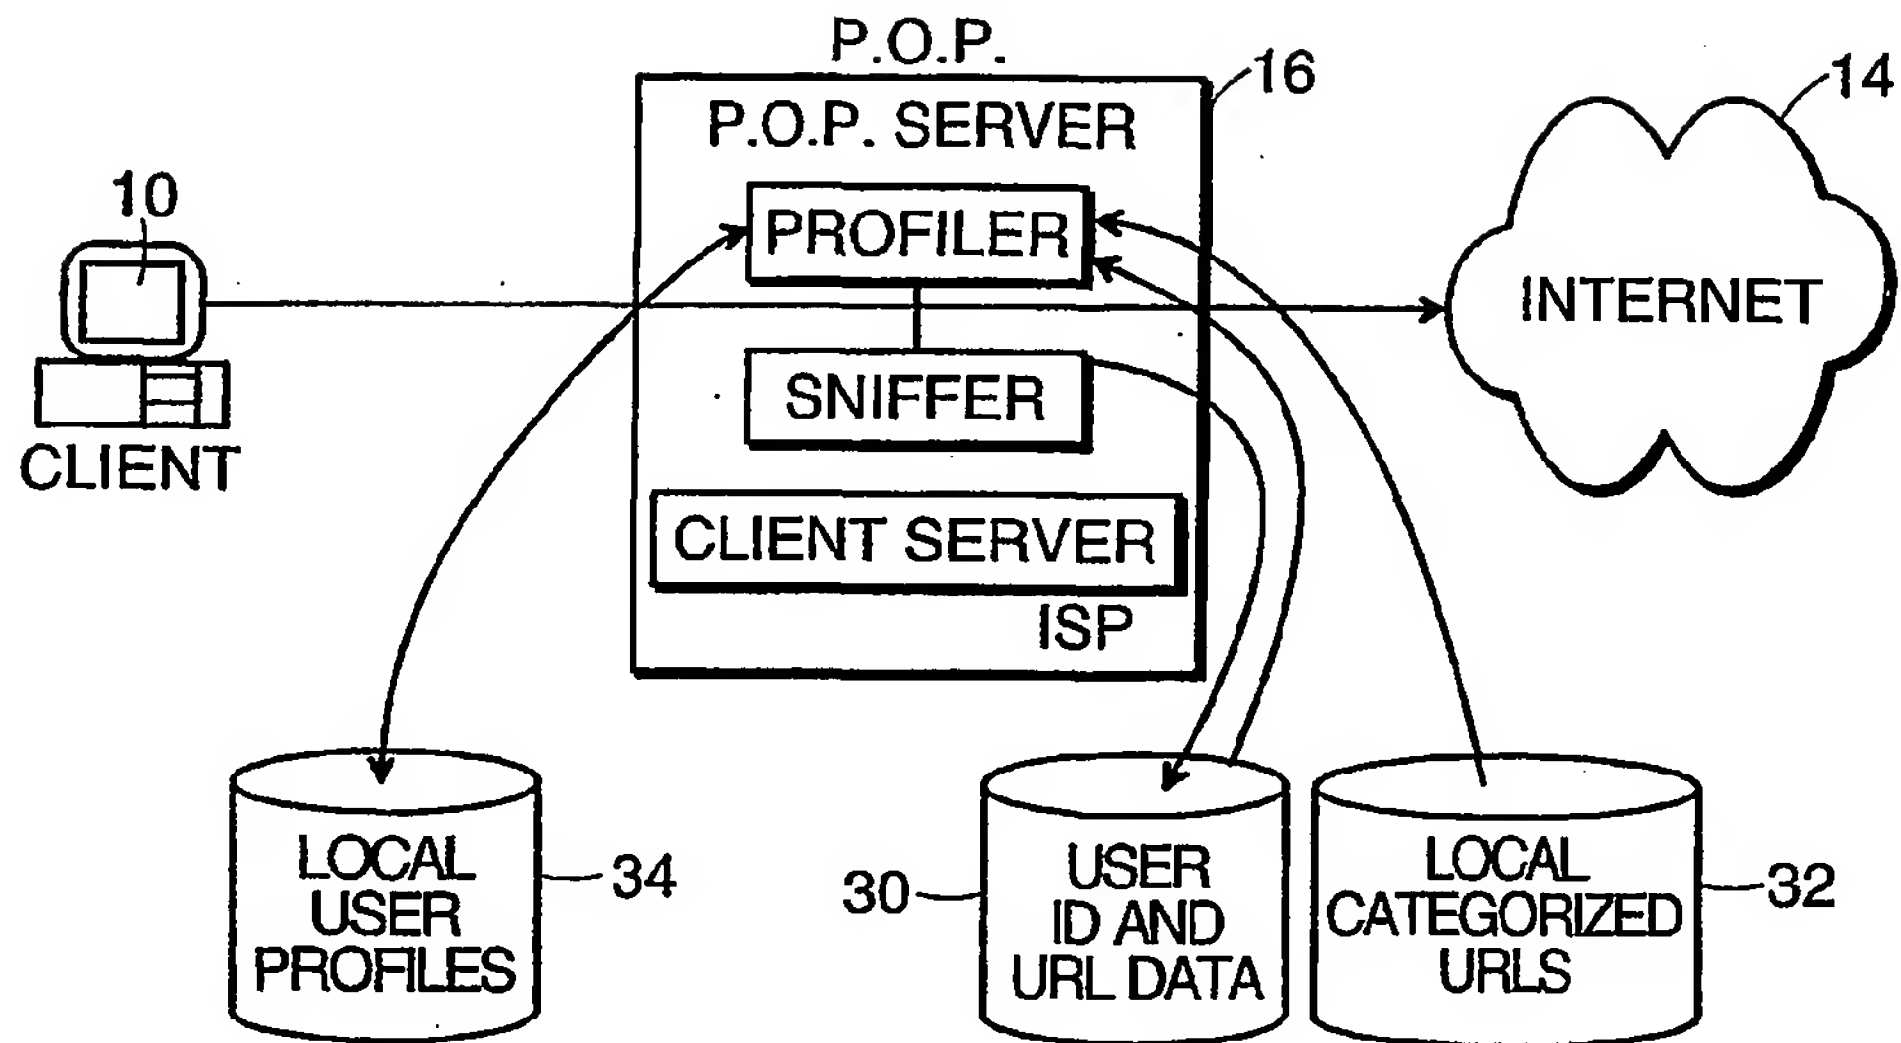 P.O.P.
16
14
P.O.P. SERVER
10
PROFILER
INTERNET
SNIFFER
CLIENT
CLIENT SERVER
ISP
LOCAL
USER
PROFILES
34
30
USER
ID AND
URL DATA
LOCAL
CATEGORIZED
URLS
32